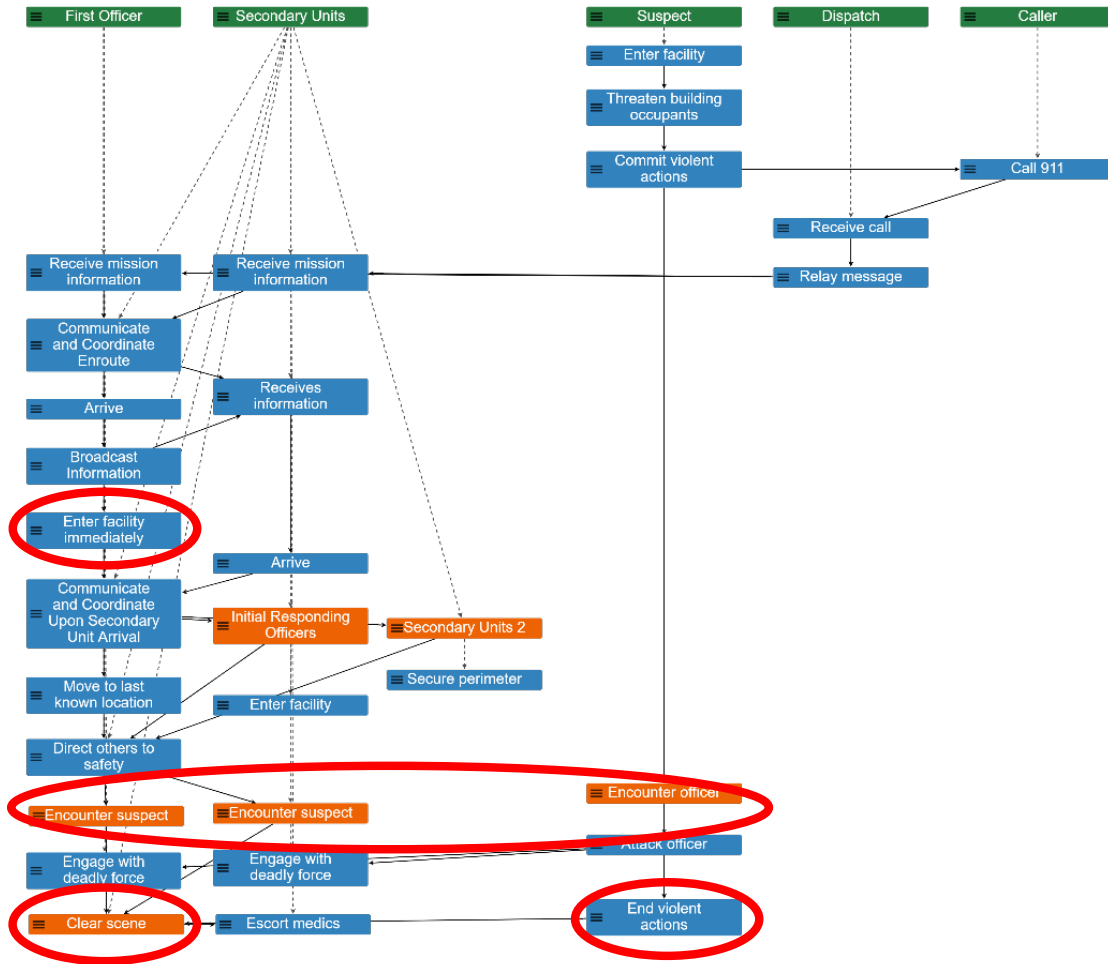 First Officer
Secondary Units
Suspect
Dispatch
Caller
Enter facility
Threaten building
occupants
Commit violent
actions
Call 911
Receive call
Receive mission
information
Receive mission
information
Relay message
Communicate
and Coordinate
Enroute
Receives
information
Arrive
Broadcast
Information
Enter facility
immediately
Arrive
Communicate
and Coordinate
Upon Secondary
Unit Arrival
Initial Responding
Officers
Secondary Units 2
Secure perimeter
Move to last
known location
Enter facility
Direct others to
safety
Encounter officer
Encounter suspect
Encounter suspect
Attack officer
Engage with
deadly force
Engage with
deadly force
Clear scene
Escort medics
End violent
actions